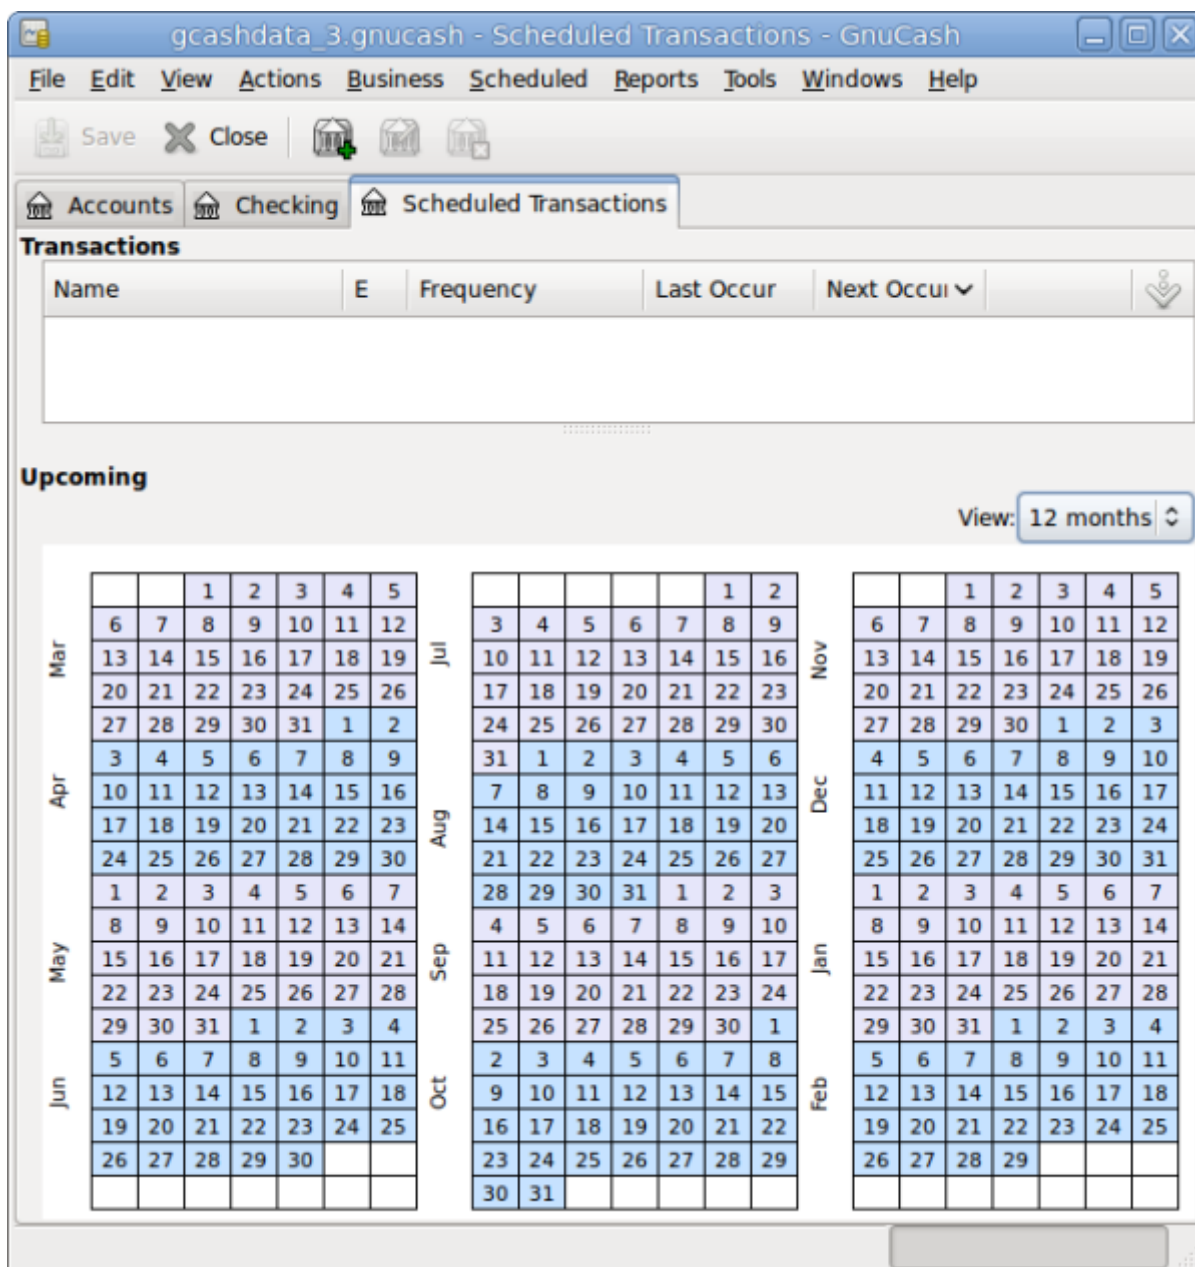 gcashdata_3.gnucash - Scheduled Transactions - GnuCash
File Edit View Actions Business Scheduled Reports Tools Windows Help
Save Close
Accounts Checking Scheduled Transactions
Transactions
Name E Frequency Last Occur Next Occur
Upcoming
View: 12 months
1 2 3 4 5 1 2 1 2 3 4 5
6 7 8 9 10 11 12 3 4 5 6 7 8 9 6 7 8 9 10 11 12
Mar 13 14 15 16 17 18 19 Jul 10 11 12 13 14 15 16 Nov 13 14 15 16 17 18 19
20 21 22 23 24 25 26 17 18 19 20 21 22 23 20 21 22 23 24 25 26
27 28 29 30 31 1 2 24 25 26 27 28 29 30 27 28 29 30 1 2 3
3 4 5 6 7 8 9 31 1 2 3 4 5 6 4 5 6 7 8 9 10
Apr 10 11 12 13 14 15 16 7 8 9 10 11 12 13 Dec 11 12 13 14 15 16 17
17 18 19 20 21 22 23 Aug 14 15 16 17 18 19 20 18 19 20 21 22 23 24
24 25 26 27 28 29 30 21 22 23 24 25 26 27 25 26 27 28 29 30 31
1 2 3 4 5 6 7 28 29 30 31 1 2 3 1 2 3 4 5 6 7
8 9 10 11 12 13 14 4 5 6 7 8 9 10 8 9 10 11 12 13 14
May 15 16 17 18 19 20 21 Sep 11 12 13 14 15 16 17 Jan 15 16 17 18 19 20 21
22 23 24 25 26 27 28 18 19 20 21 22 23 24 22 23 24 25 26 27 28
29 30 31 1 2 3 4 25 26 27 28 29 30 1 29 30 31 1 2 3 4
5 6 7 8 9 10 11 2 3 4 5 6 7 8 5 6 7 8 9 10 11
Jun 12 13 14 15 16 17 18 Oct 9 10 11 12 13 14 15 Feb 12 13 14 15 16 17 18
19 20 21 22 23 24 25 16 17 18 19 20 21 22 19 20 21 22 23 24 25
26 27 28 29 30 23 24 25 26 27 28 29 26 27 28 29
30 31